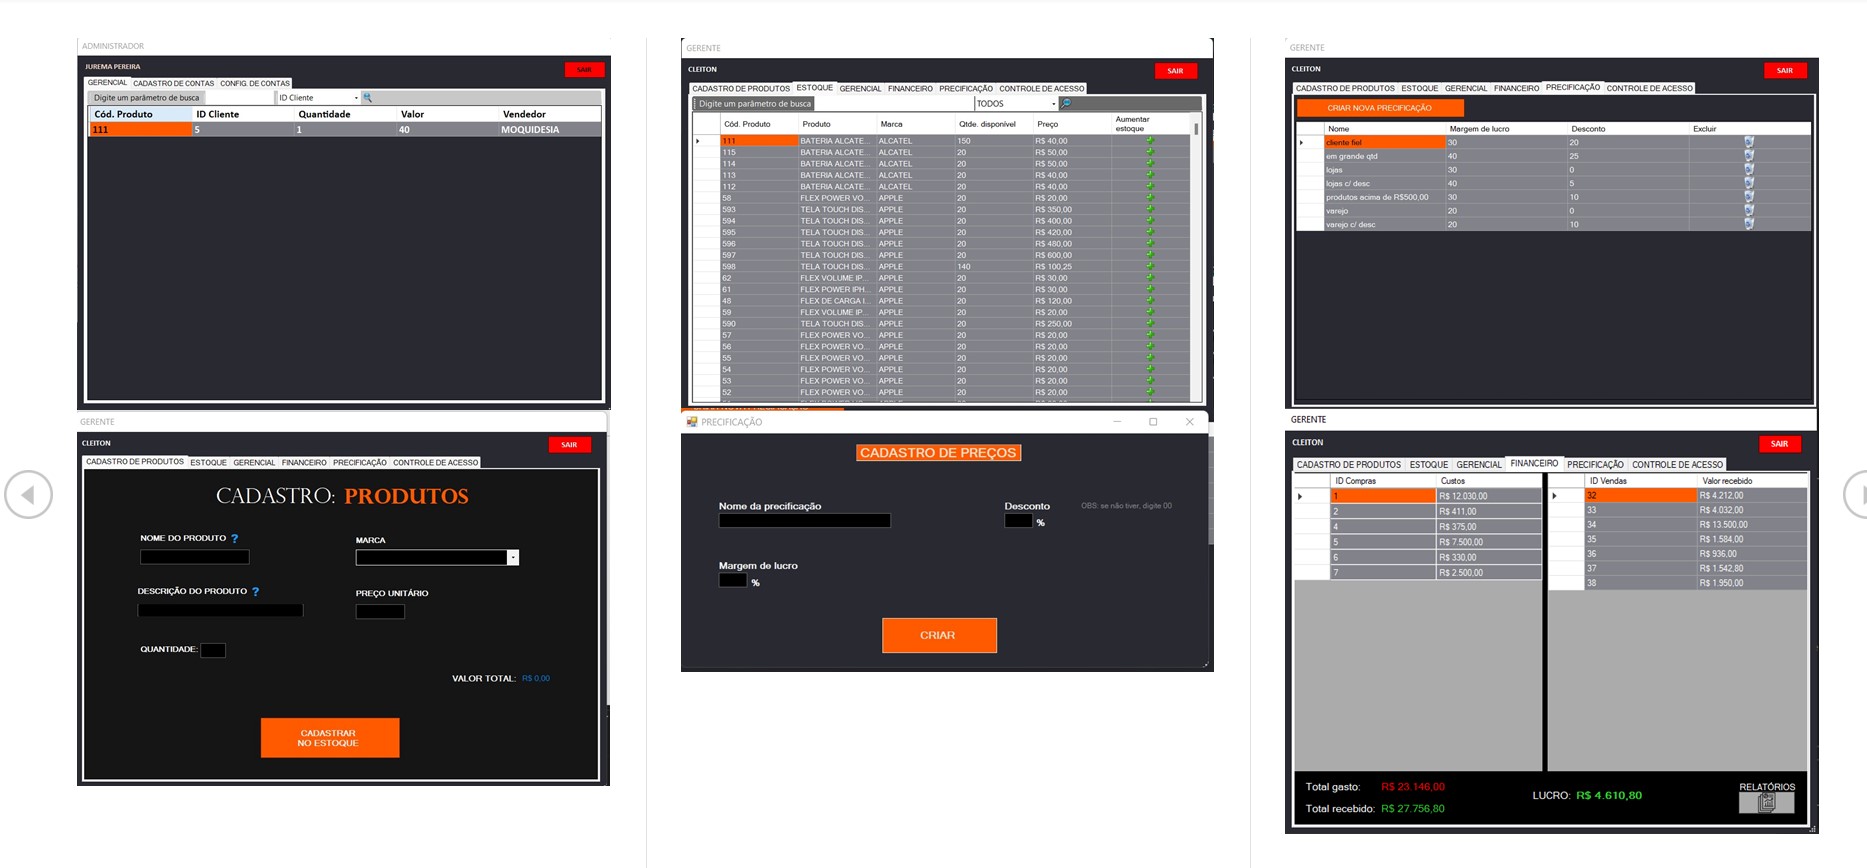 ADMINISTRADOR
JUREMA PEREIRA
SAIR
GERENCIAL CADASTRO DE CONTAS CONFIG. DE CONTAS
Digite um parâmetro de busca ID Cliente
Cód. Produto ID Cliente Quantidade Valor Vendedor
111 5 1 40 MOQUIDESIA
GERENTE
CLEITON
SAIR
CADASTRO DE PRODUTOS ESTOQUE GERENCIAL FINANCEIRO PRECIFICAÇÃO CONTROLE DE ACESSO
CADASTRO: PRODUTOS
NOME DO PRODUTO ?
MARCA
DESCRIÇÃO DO PRODUTO ?
PREÇO UNITÁRIO
QUANTIDADE:
VALOR TOTAL: R$ 0,00
CADASTRAR
NO ESTOQUE
GERENTE
CLEITON
SAIR
CADASTRO DE PRODUTOS ESTOQUE GERENCIAL FINANCEIRO PRECIFICAÇÃO CONTROLE DE ACESSO
Digite um parâmetro de busca TODOS
Cód. Produto Produto Marca Qtde. disponível Preço Aumentar estoque
111 BATERIA ALCATE... ALCATEL 150 R$ 40,00
115 BATERIA ALCATE... ALCATEL 20 R$ 50,00
114 BATERIA ALCATE... ALCATEL 20 R$ 50,00
113 BATERIA ALCATE... ALCATEL 20 R$ 40,00
112 BATERIA ALCATE... ALCATEL 20 R$ 40,00
58 FLEX POWER VO... APPLE 20 R$ 20,00
593 TELA TOUCH DIS... APPLE 20 R$ 350,00
594 TELA TOUCH DIS... APPLE 20 R$ 400,00
595 TELA TOUCH DIS... APPLE 20 R$ 420,00
596 TELA TOUCH DIS... APPLE 20 R$ 480,00
597 TELA TOUCH DIS... APPLE 20 R$ 600,00
598 TELA TOUCH DIS... APPLE 140 R$ 100,25
62 FLEX VOLUME IP... APPLE 20 R$ 30,00
61 FLEX POWER IPH... APPLE 20 R$ 30,00
48 FLEX DE CARGA I... APPLE 20 R$ 120,00
59 FLEX VOLUME IP... APPLE 20 R$ 20,00
590 TELA TOUCH DIS... APPLE 20 R$ 250,00
57 FLEX POWER VO... APPLE 20 R$ 20,00
56 FLEX POWER VO... APPLE 20 R$ 20,00
55 FLEX POWER VO... APPLE 20 R$ 20,00
54 FLEX POWER VO... APPLE 20 R$ 20,00
53 FLEX POWER VO... APPLE 20 R$ 20,00
52 FLEX POWER VO... APPLE 20 R$ 20,00
PRECIFICAÇÃO
CADASTRO DE PREÇOS
Nome da precificação
Desconto
OBS: se não tiver, digite 00
%
Margem de lucro
%
CRIAR
GERENTE
CLEITON
SAIR
CADASTRO DE PRODUTOS ESTOQUE GERENCIAL FINANCEIRO PRECIFICAÇÃO CONTROLE DE ACESSO
CRIAR NOVA PRECIFICAÇÃO
Nome Margem de lucro Desconto Excluir
cliente fiel 30 20
em grande qtd 40 25
lojas 30 0
lojas c/ desc 40 5
produtos acima de R$500,00 30 10
varejo 20 0
varejo c/ desc 20 10
GERENTE
CLEITON
SAIR
CADASTRO DE PRODUTOS ESTOQUE GERENCIAL FINANCEIRO PRECIFICAÇÃO CONTROLE DE ACESSO
ID Compras Custos ID Vendas Valor recebido
1 R$ 12.030,00 32 R$ 4.212,00
2 R$ 411,00 33 R$ 4.032,00
4 R$ 375,00 34 R$ 13.500,00
5 R$ 7.500,00 35 R$ 1.584,00
6 R$ 330,00 36 R$ 936,00
7 R$ 2.500,00 37 R$ 1.542,80
38 R$ 1.950,00
Total gasto: R$ 23.146,00
Total recebido: R$ 27.756,80
LUCRO: R$ 4.610,80
RELATÓRIOS